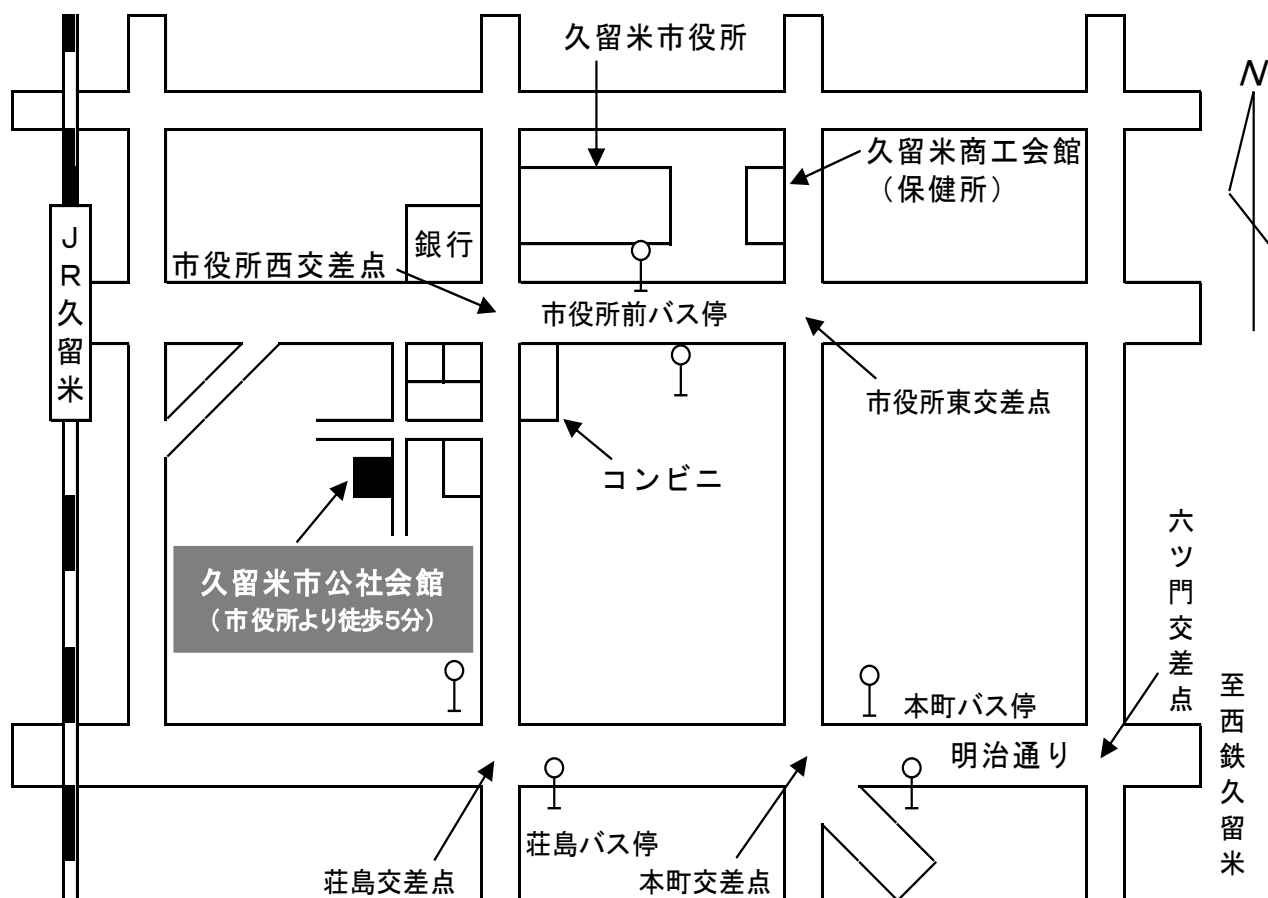 久留米市役所
N
久留米商工会館
（保健所）
JR久留米
銀行
市役所西交差点
市役所前バス停
市役所東交差点
コンビニ
六ツ門交差点
久留米市公社会館
（市役所より徒歩5分）
至西鉄久留米
本町バス停
明治通り
荘島バス停
荘島交差点
本町交差点